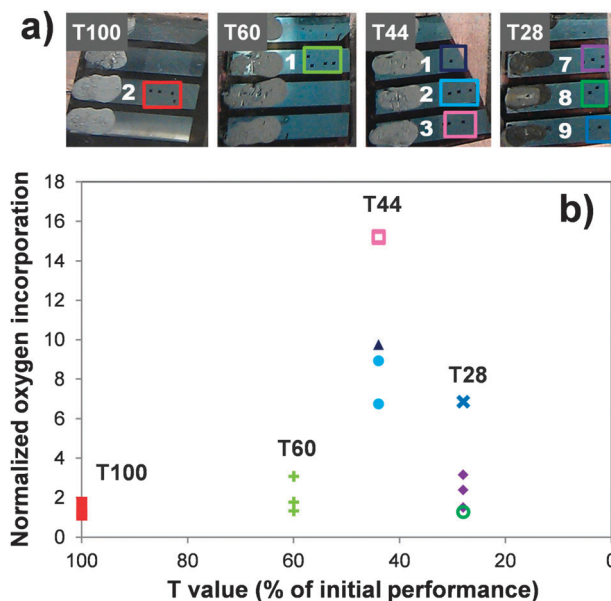 a)
T100
T60
T44
T28
2
1
1
2
3
7
8
9
b)
18
16
14
12
10
8
6
4
2
0
Normalized oxygen incorporation
T44
T28
T60
T100
100
80
60
40
20
0
T value (% of initial performance)